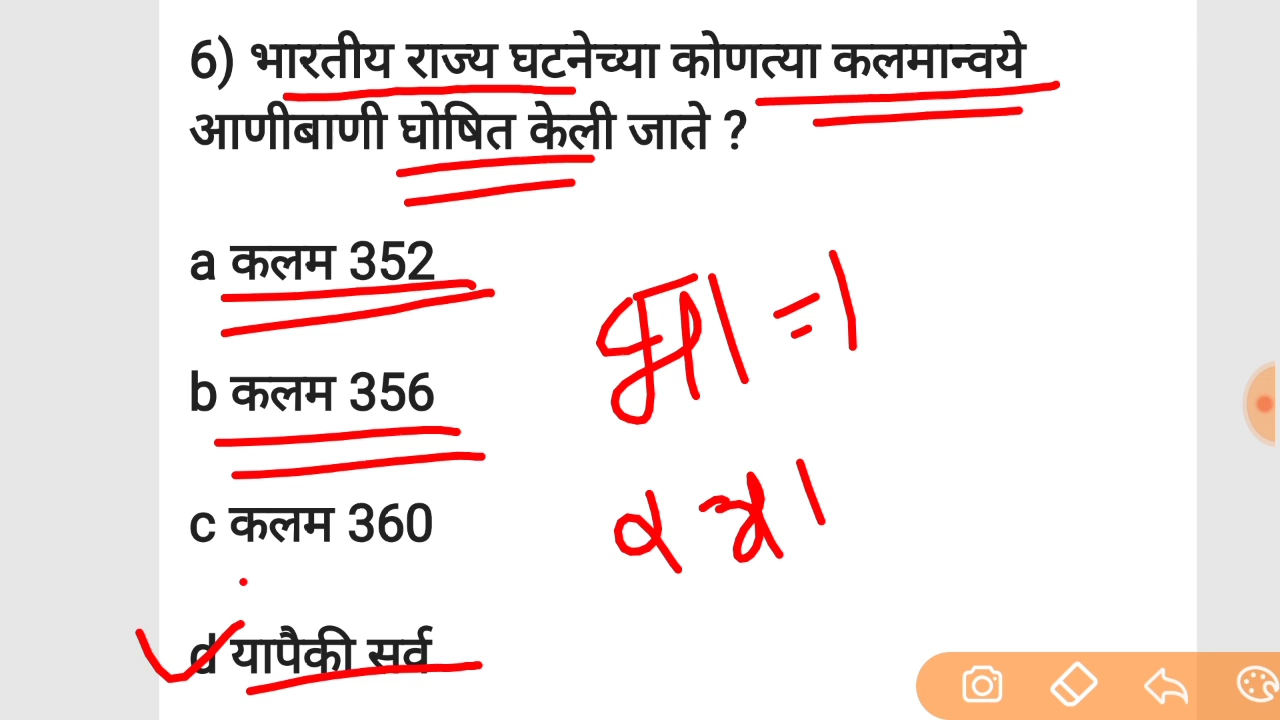 6) भारतीय राज्य घटनेच्या कोणत्या कलमान्वये
आणीबाणी घोषित केली जाते ?
a कलम 352
b कलम 356
c कलम 360
d यापैकी सर्व